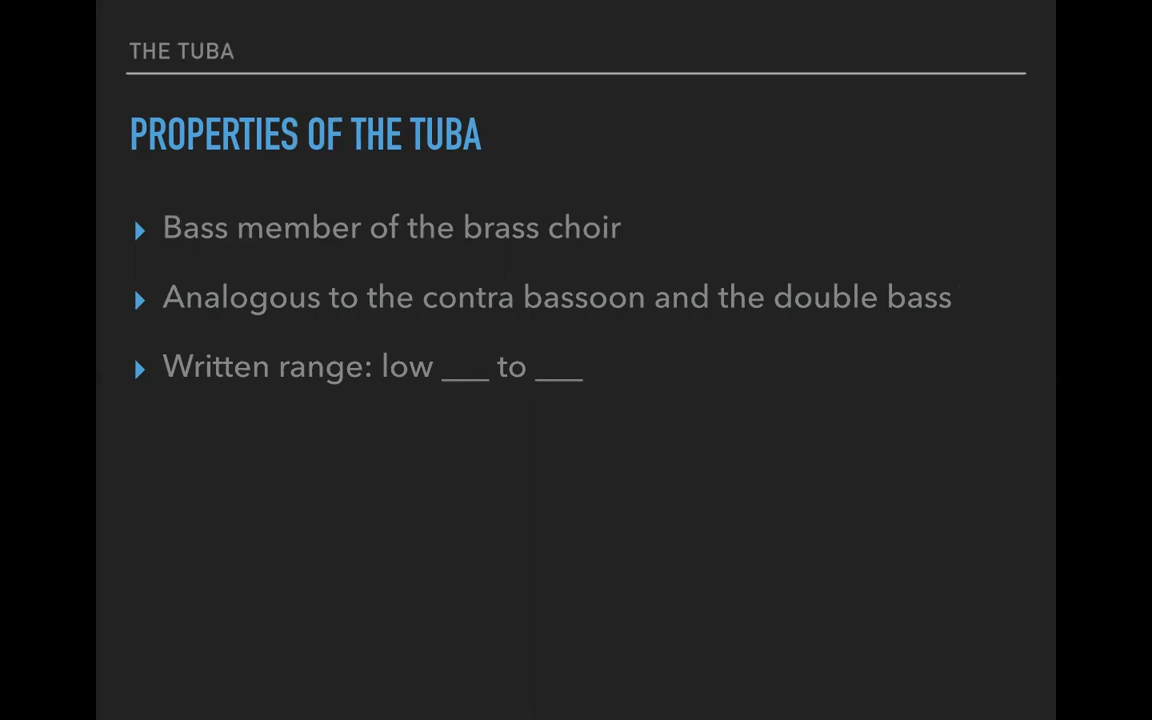 THE TUBA
PROPERTIES OF THE TUBA
Bass member of the brass choir
Analogous to the contra bassoon and the double bass
Written range: low ___ to ___